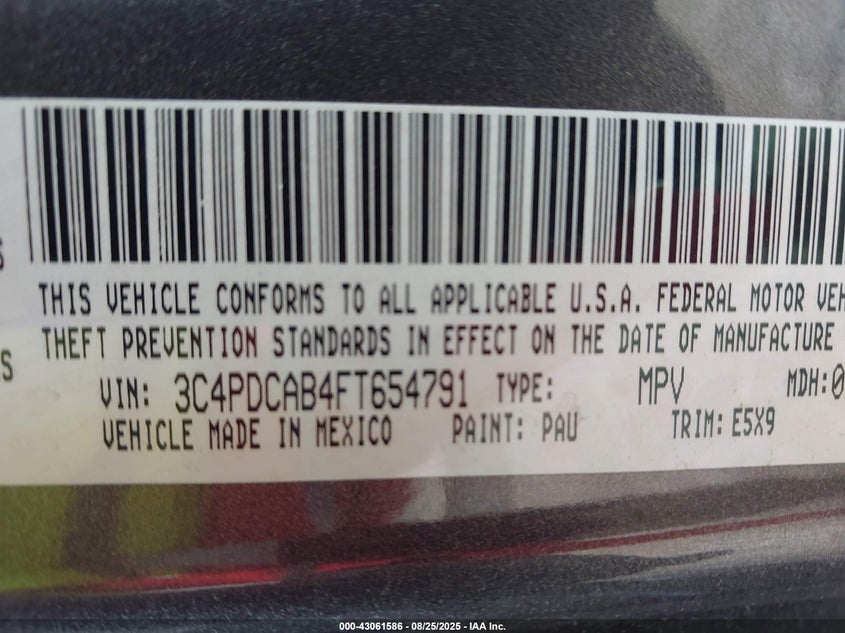 THIS VEHICLE CONFORMS TO ALL APPLICABLE U.S.A. FEDERAL MOTOR VEH
THEFT PREVENTION STANDARDS IN EFFECT ON THE DATE OF MANUFACTURE
S VIN: 3C4PDCAB4FT654791 TYPE: MPV MDH:0
VEHICLE MADE IN MEXICO PAINT: PAU TRIM: E5X9
000-43061586 - 08/25/2025 - IAA Inc.